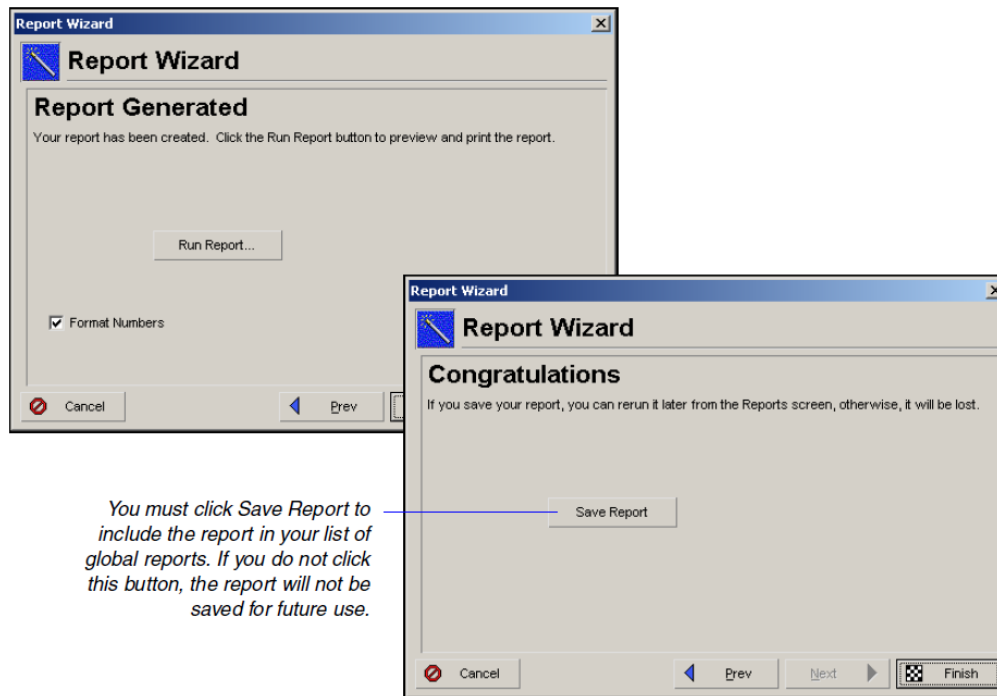 Report Wizard
Report Wizard
Report Generated
Your report has been created. Click the Run Report button to preview and print the report.
Run Report...
Format Numbers
Cancel
Prev
Report Wizard
Report Wizard
Congratulations
If you save your report, you can rerun it later from the Reports screen, otherwise, it will be lost.
Save Report
Cancel
Prev
Next
Finish
You must click Save Report to
include the report in your list of
global reports. If you do not click
this button, the report will not be
saved for future use.